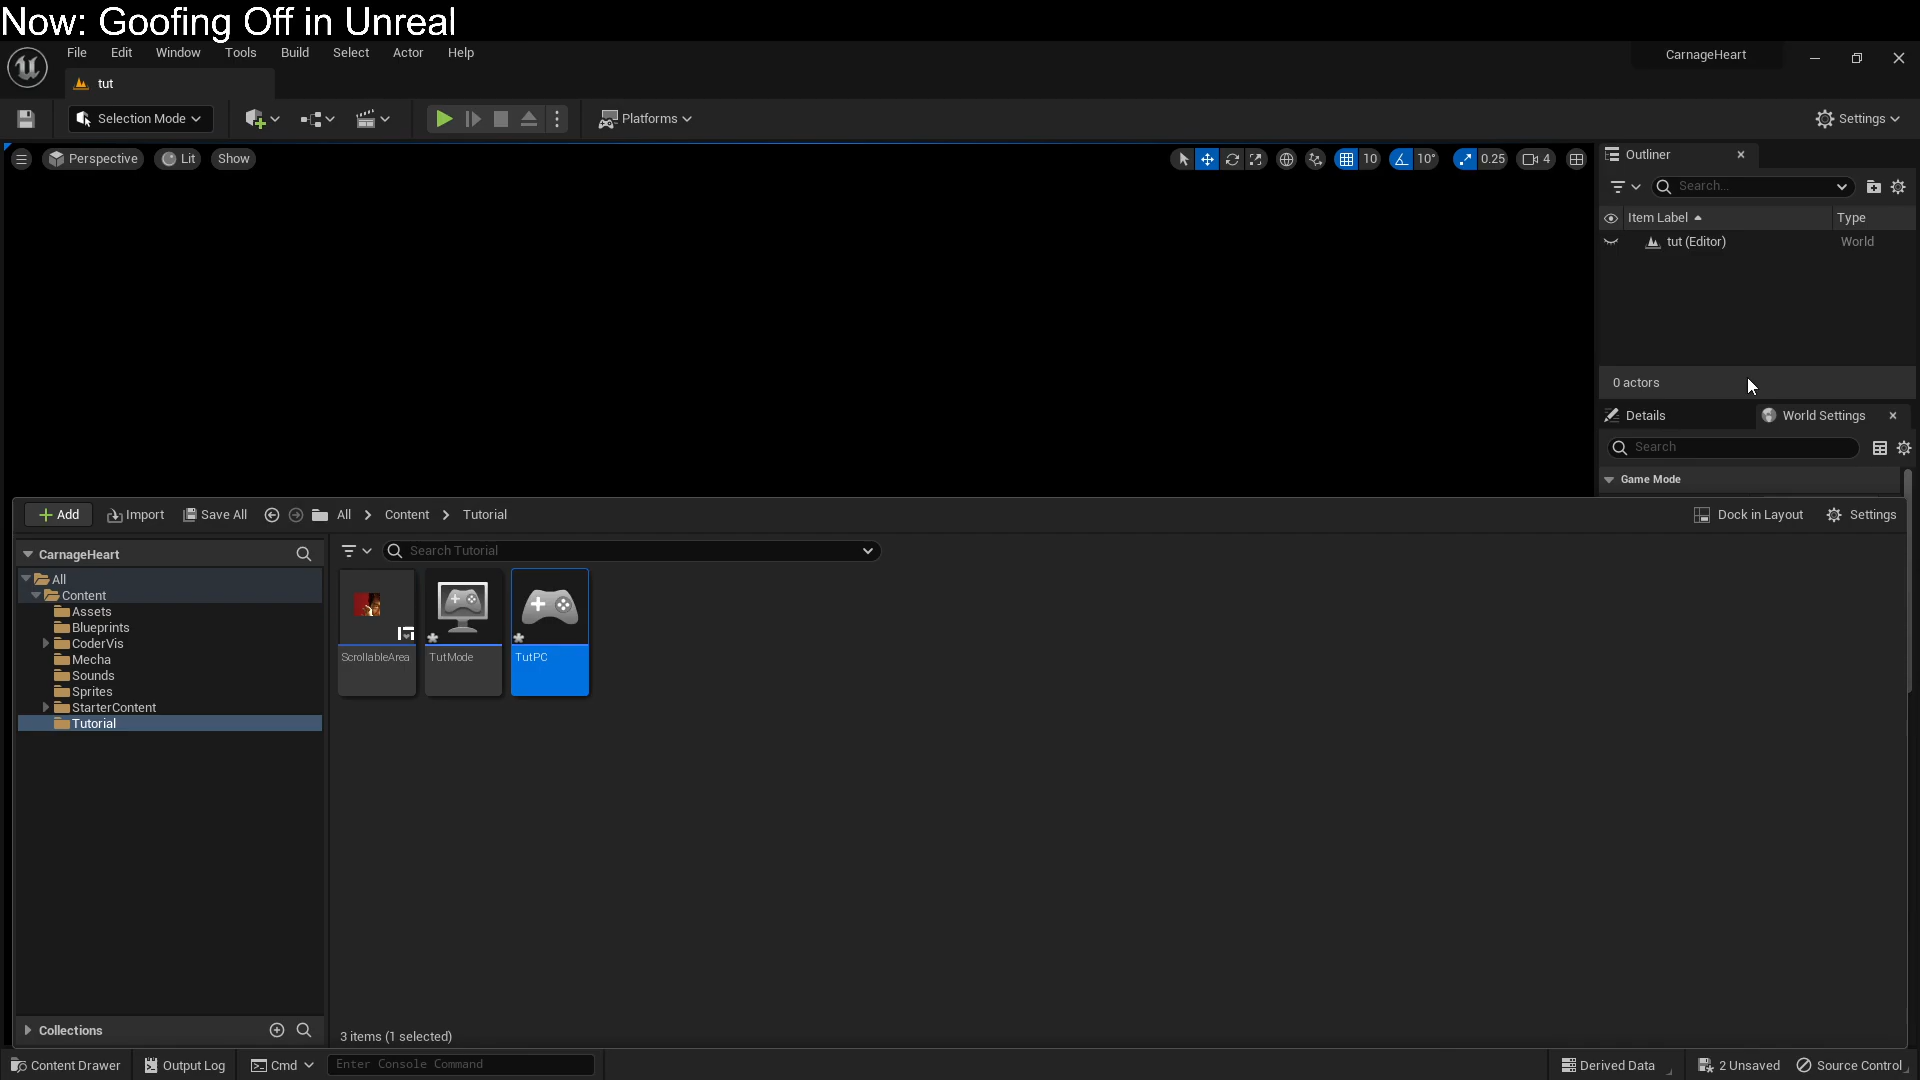 Now: Goofing Off in Unreal
File Edit Window Tools Build Select Actor Help
CarnageHeart
tut
Selection Mode
Platforms
Settings
Perspective Lit Show
10 10° 0.25 4
Outliner
Search...
Item Label Type
tut (Editor) World
0 actors
Details World Settings
Search
Game Mode
Add Import Save All All Content Tutorial
Dock in Layout Settings
CarnageHeart
Search Tutorial
All
Content
Assets
Blueprints
CoderVis
Mecha
Sounds
Sprites
StarterContent
Tutorial
ScrollableArea
TutMode
TutPC
Collections
3 items (1 selected)
Content Drawer Output Log Cmd Enter Console Command
Derived Data 2 Unsaved Source Control